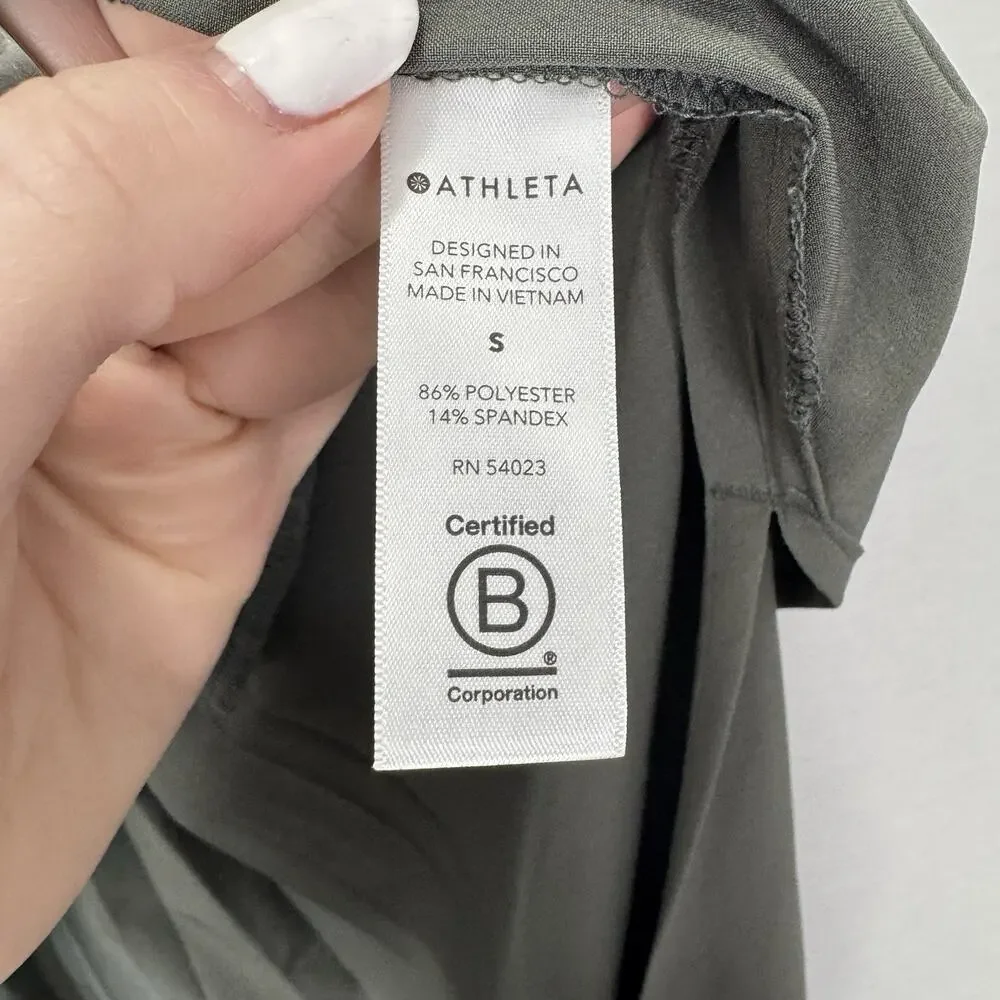 ATHLETA
DESIGNED IN
SAN FRANCISCO
MADE IN VIETNAM
S
86% POLYESTER
14% SPANDEX
RN 54023
Certified
B
®
Corporation